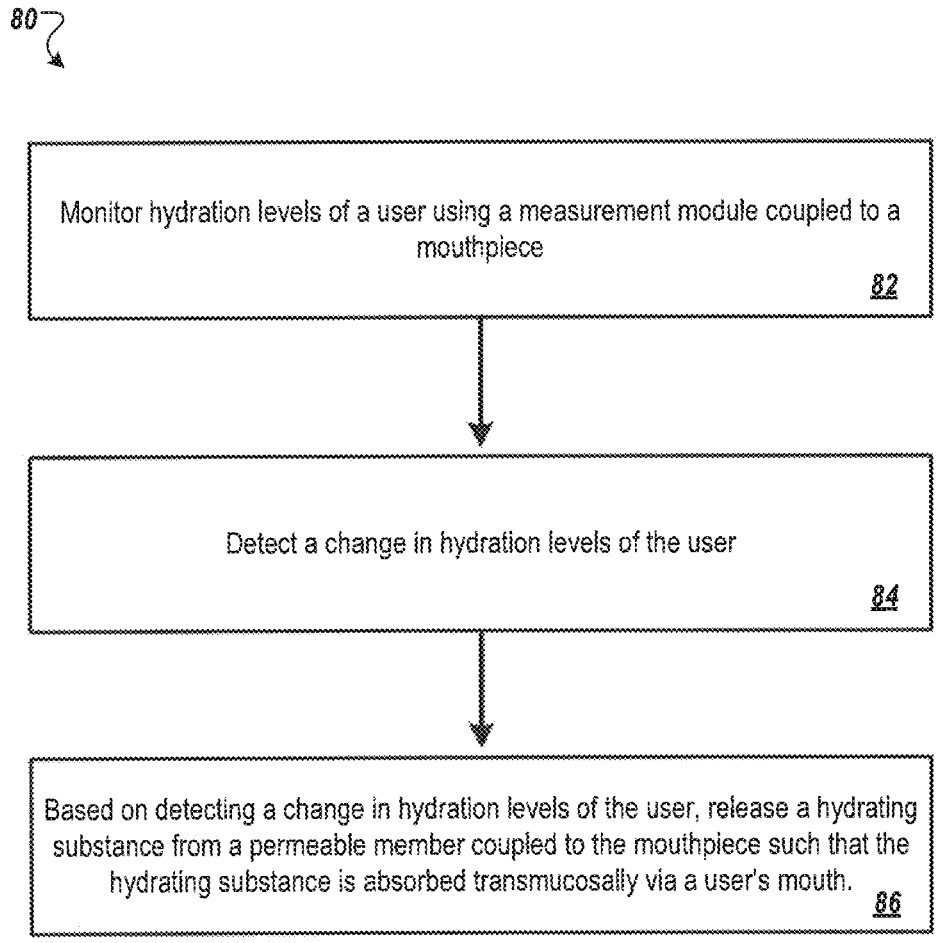 80
Monitor hydration levels of a user using a measurement module coupled to a
mouthpiece
82
Detect a change in hydration levels of the user
84
Based on detecting a change in hydration levels of the user, release a hydrating
substance from a permeable member coupled to the mouthpiece such that the
hydrating substance is absorbed transmucosally via a user's mouth.
86